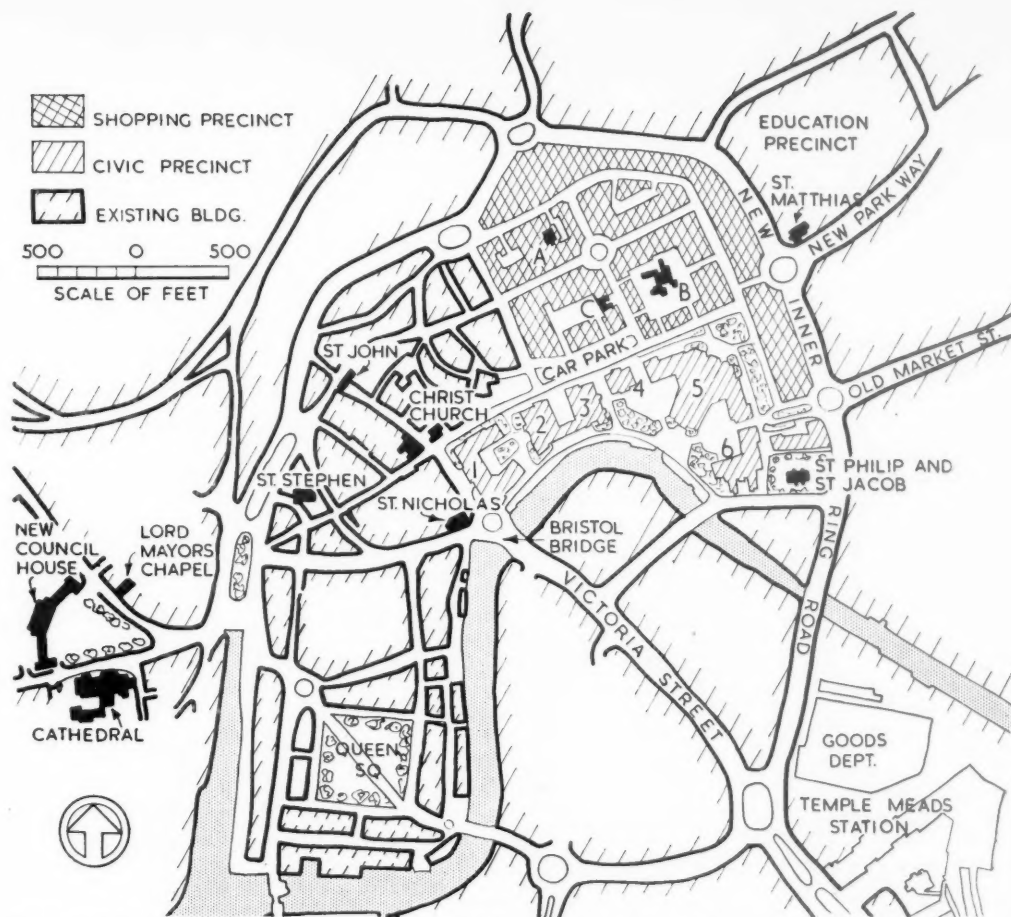 SHOPPING PRECINCT
CIVIC PRECINCT
EXISTING BLDG.
500 0 500
SCALE OF FEET
EDUCATION
PRECINCT
ST.
MATTHIAS
NEW PARK WAY
NEW
INNER
RING
ROAD
OLD MARKET ST.
A
B
C
CAR PARK
ST JOHN
CHRIST
CHURCH
1
2
3
4
5
6
ST. STEPHEN
ST. NICHOLAS
ST PHILIP AND
ST JACOB
BRISTOL
BRIDGE
VICTORIA STREET
NEW
COUNCIL
HOUSE
LORD
MAYORS
CHAPEL
CATHEDRAL
QUEEN
SQ
GOODS
DEPT.
TEMPLE MEADS
STATION